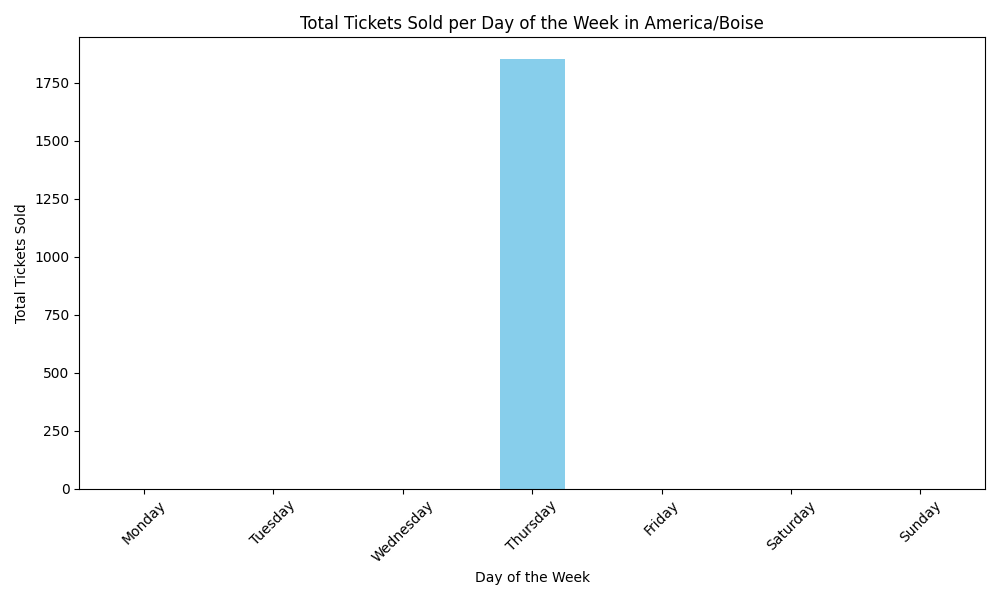 Total Tickets Sold per Day of the Week in America/Boise
Total Tickets Sold
1750
1500
1250
1000
750
500
250
0
Monday
Tuesday
Wednesday
Thursday
Friday
Saturday
Sunday
Day of the Week